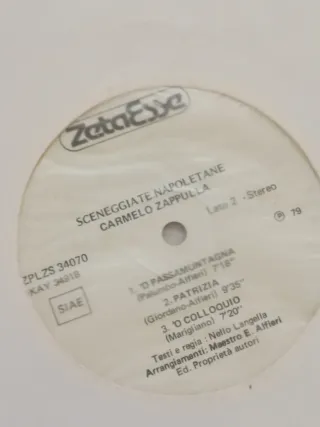 ZetaEsse
SCENEGGIATE NAPOLETANE
CARMELO ZAPPULLA
ZPLZS 34070
KAY 34918
Lato 2 - Stereo
℗ 79
SIAE
1. 'O PASSAMUNTAGNA
(Palumbo-Alfieri) 7'18"
2. PATRIZIA
(Giordano-Alfieri) 9'35"
3. 'O COLLOQUIO
(Marigliano) 7'20"
Testi e regia : Nello Langella
Arrangiamenti: Maestro E. Alfieri
Ed. Proprietà autori